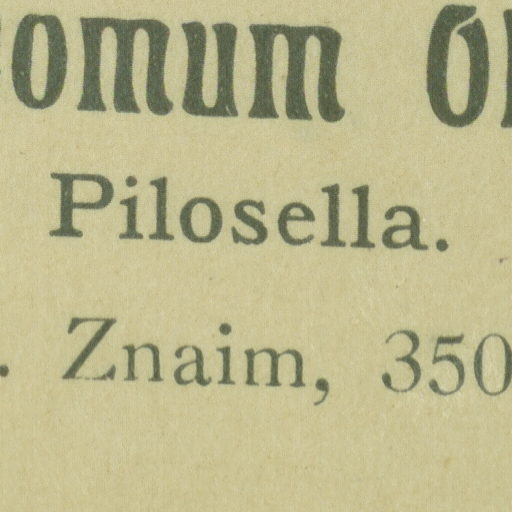 omum O
Pilosella.
. Znaim, 350